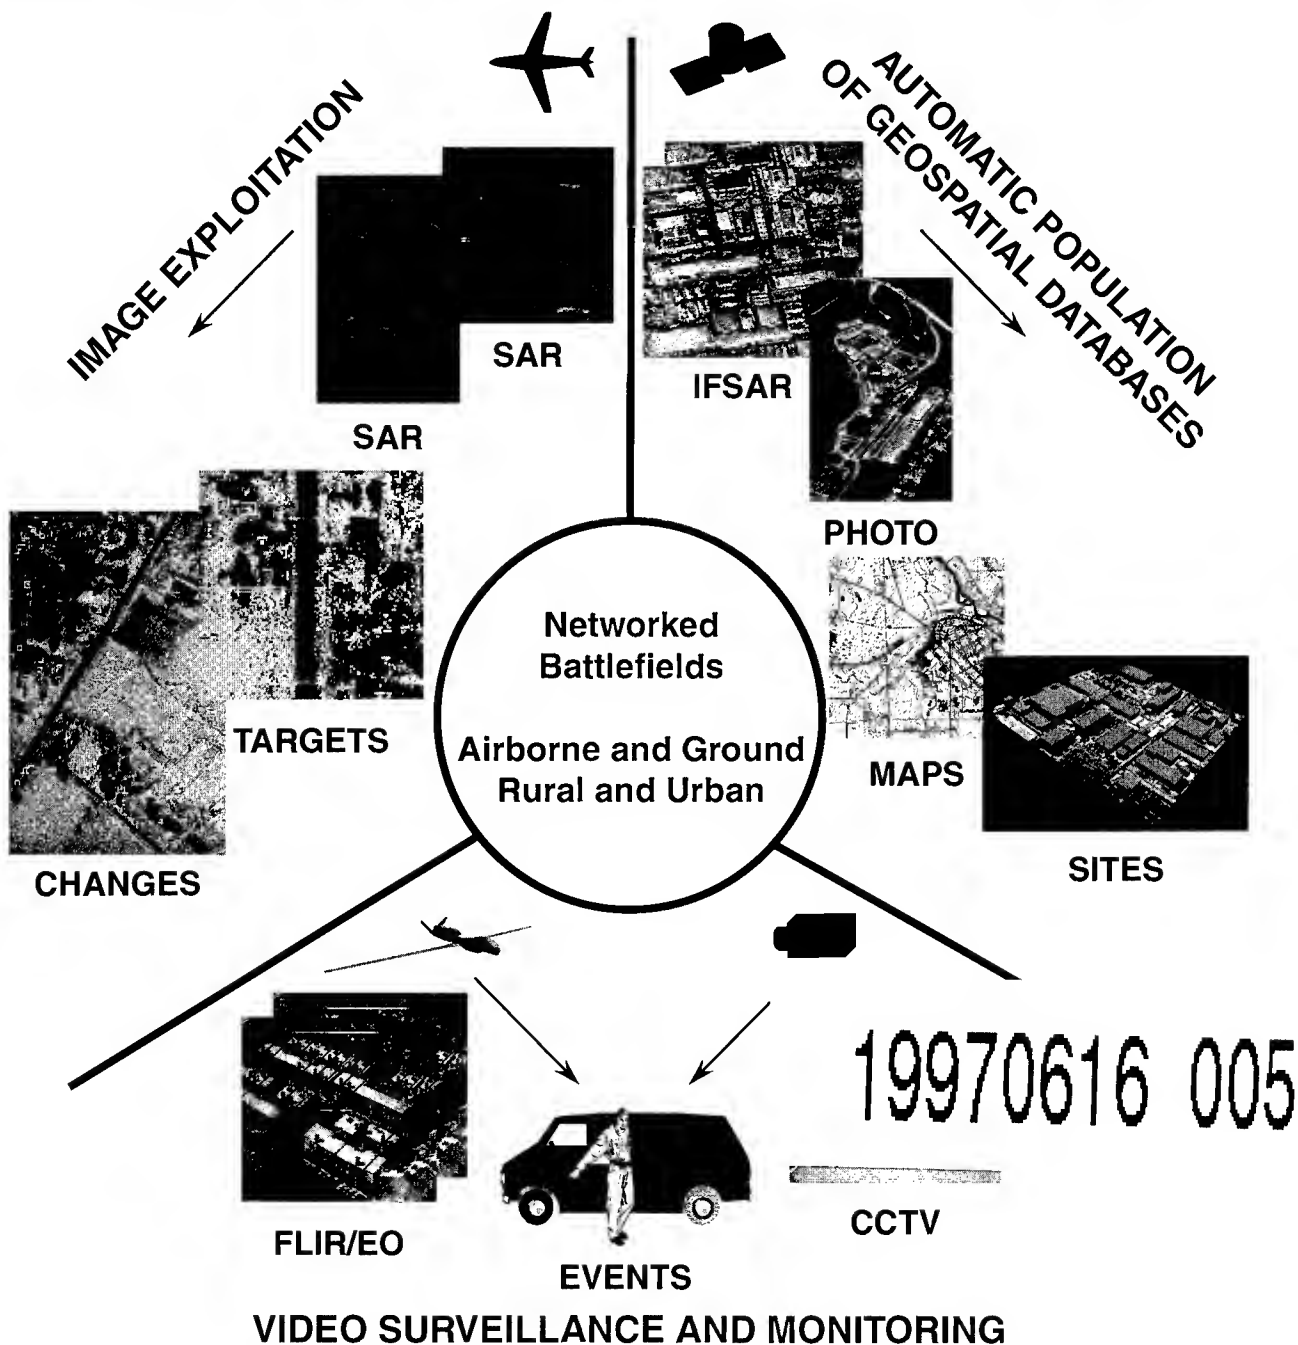 IMAGE EXPLOITATION
AUTOMATIC POPULATION
OF GEOSPATIAL DATABASES
SAR
SAR
IFSAR
PHOTO
TARGETS
CHANGES
MAPS
SITES
Networked
Battlefields
Airborne and Ground
Rural and Urban
19970616 005
FLIR/EO
EVENTS
CCTV
VIDEO SURVEILLANCE AND MONITORING